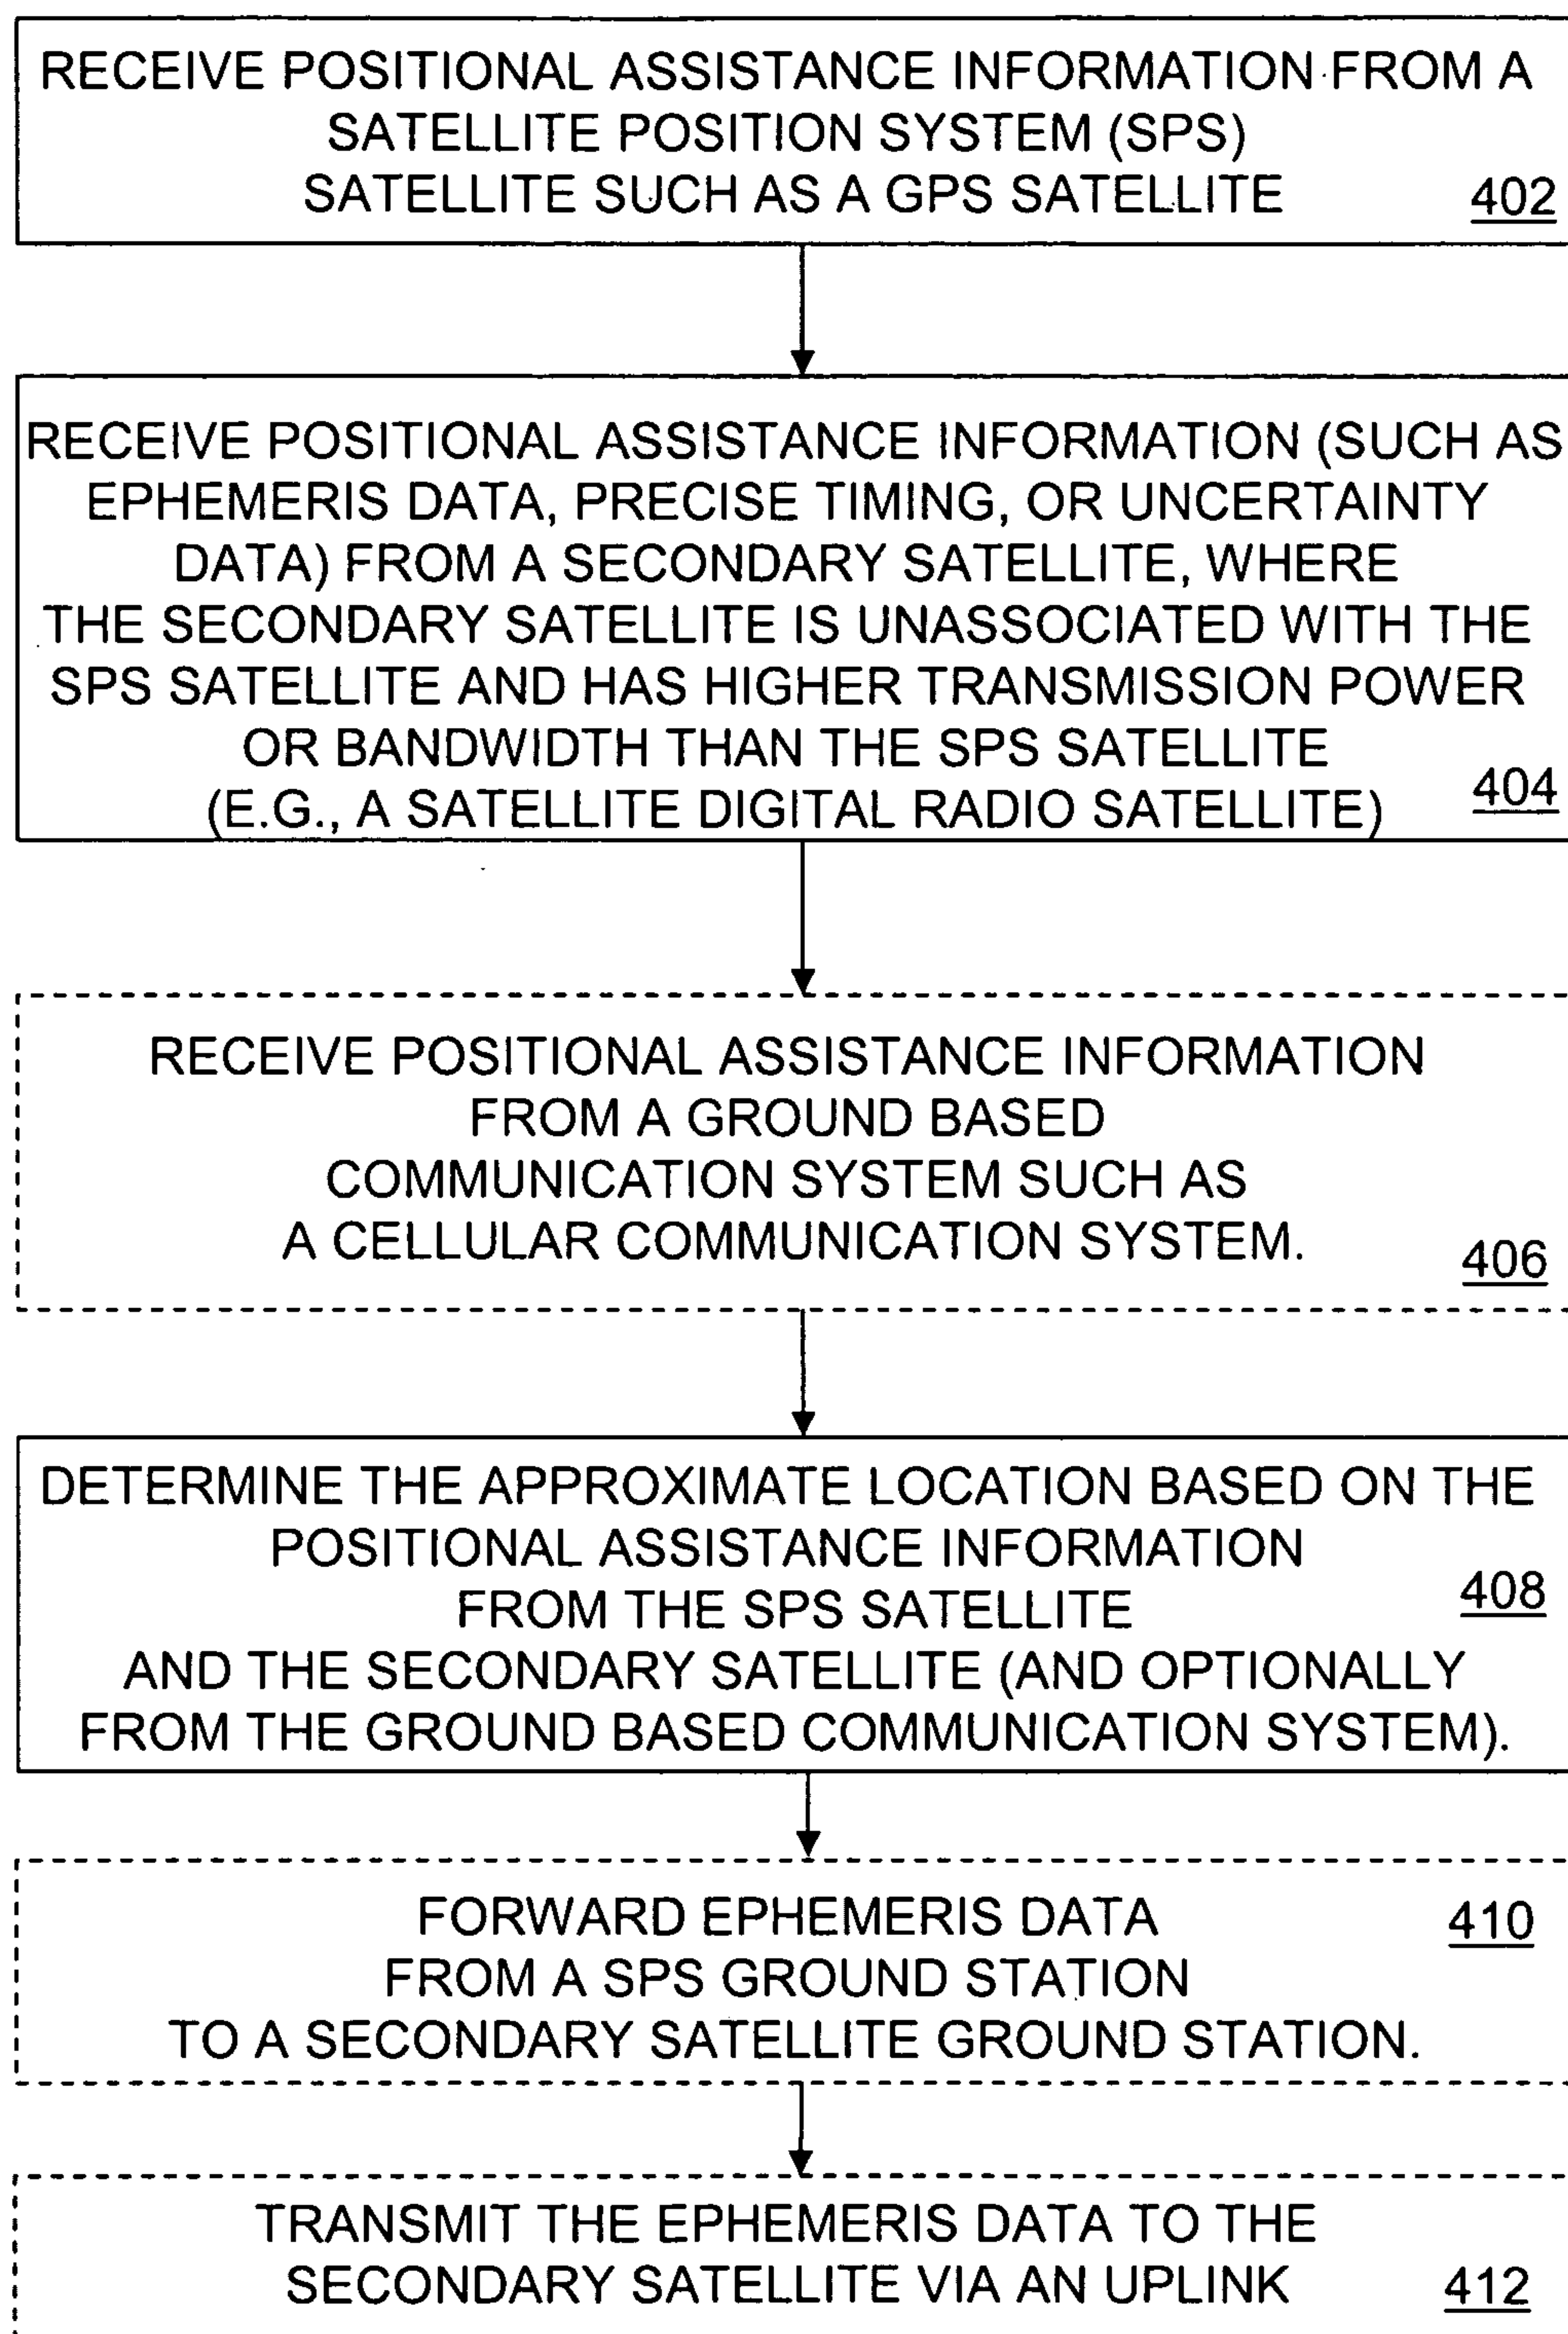 RECEIVE POSITIONAL ASSISTANCE INFORMATION FROM A
SATELLITE POSITION SYSTEM (SPS)
SATELLITE SUCH AS A GPS SATELLITE
402
RECEIVE POSITIONAL ASSISTANCE INFORMATION (SUCH AS
EPHEMERIS DATA, PRECISE TIMING, OR UNCERTAINTY
DATA) FROM A SECONDARY SATELLITE, WHERE
THE SECONDARY SATELLITE IS UNASSOCIATED WITH THE
SPS SATELLITE AND HAS HIGHER TRANSMISSION POWER
OR BANDWIDTH THAN THE SPS SATELLITE
(E.G., A SATELLITE DIGITAL RADIO SATELLITE)
404
RECEIVE POSITIONAL ASSISTANCE INFORMATION
FROM A GROUND BASED
COMMUNICATION SYSTEM SUCH AS
A CELLULAR COMMUNICATION SYSTEM.
406
DETERMINE THE APPROXIMATE LOCATION BASED ON THE
POSITIONAL ASSISTANCE INFORMATION
FROM THE SPS SATELLITE
408
AND THE SECONDARY SATELLITE (AND OPTIONALLY
FROM THE GROUND BASED COMMUNICATION SYSTEM).
FORWARD EPHEMERIS DATA
410
FROM A SPS GROUND STATION
TO A SECONDARY SATELLITE GROUND STATION.
TRANSMIT THE EPHEMERIS DATA TO THE
SECONDARY SATELLITE VIA AN UPLINK
412